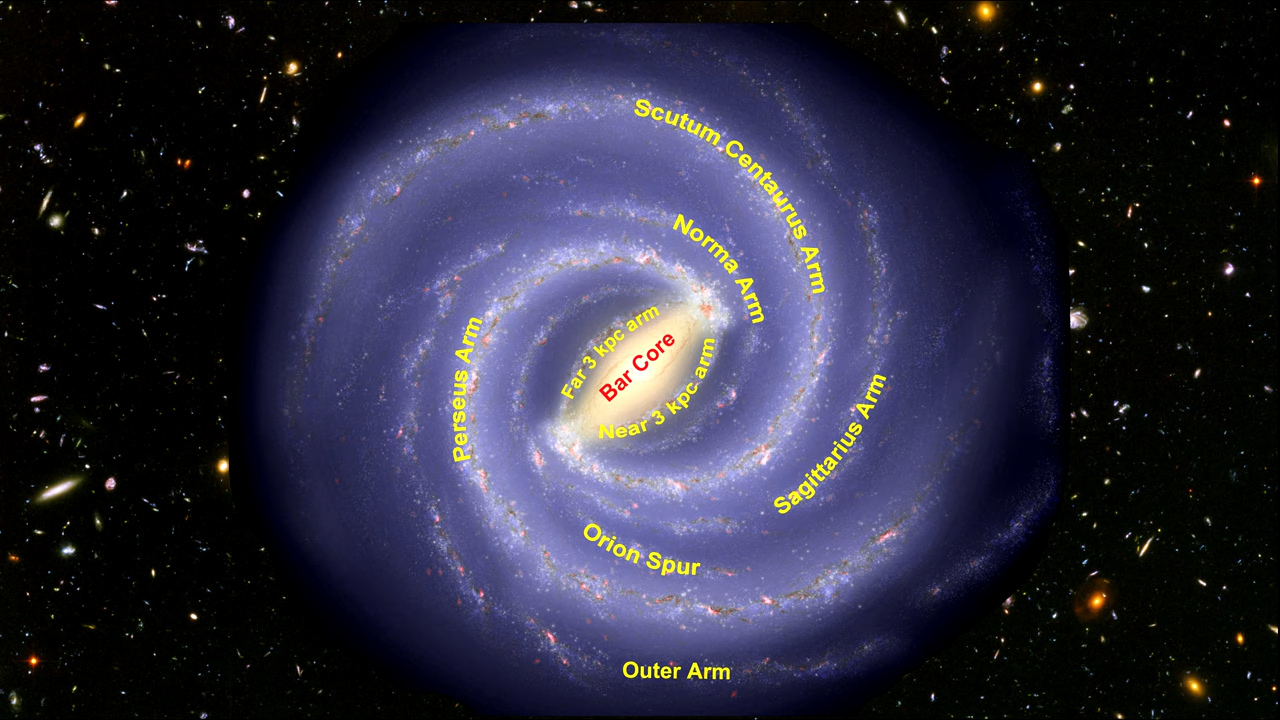 Scutum Centaurus Arm
Norma Arm
Far 3 kpc arm
Bar Core
Near 3 kpc arm
Perseus Arm
Sagittarius Arm
Orion Spur
Outer Arm